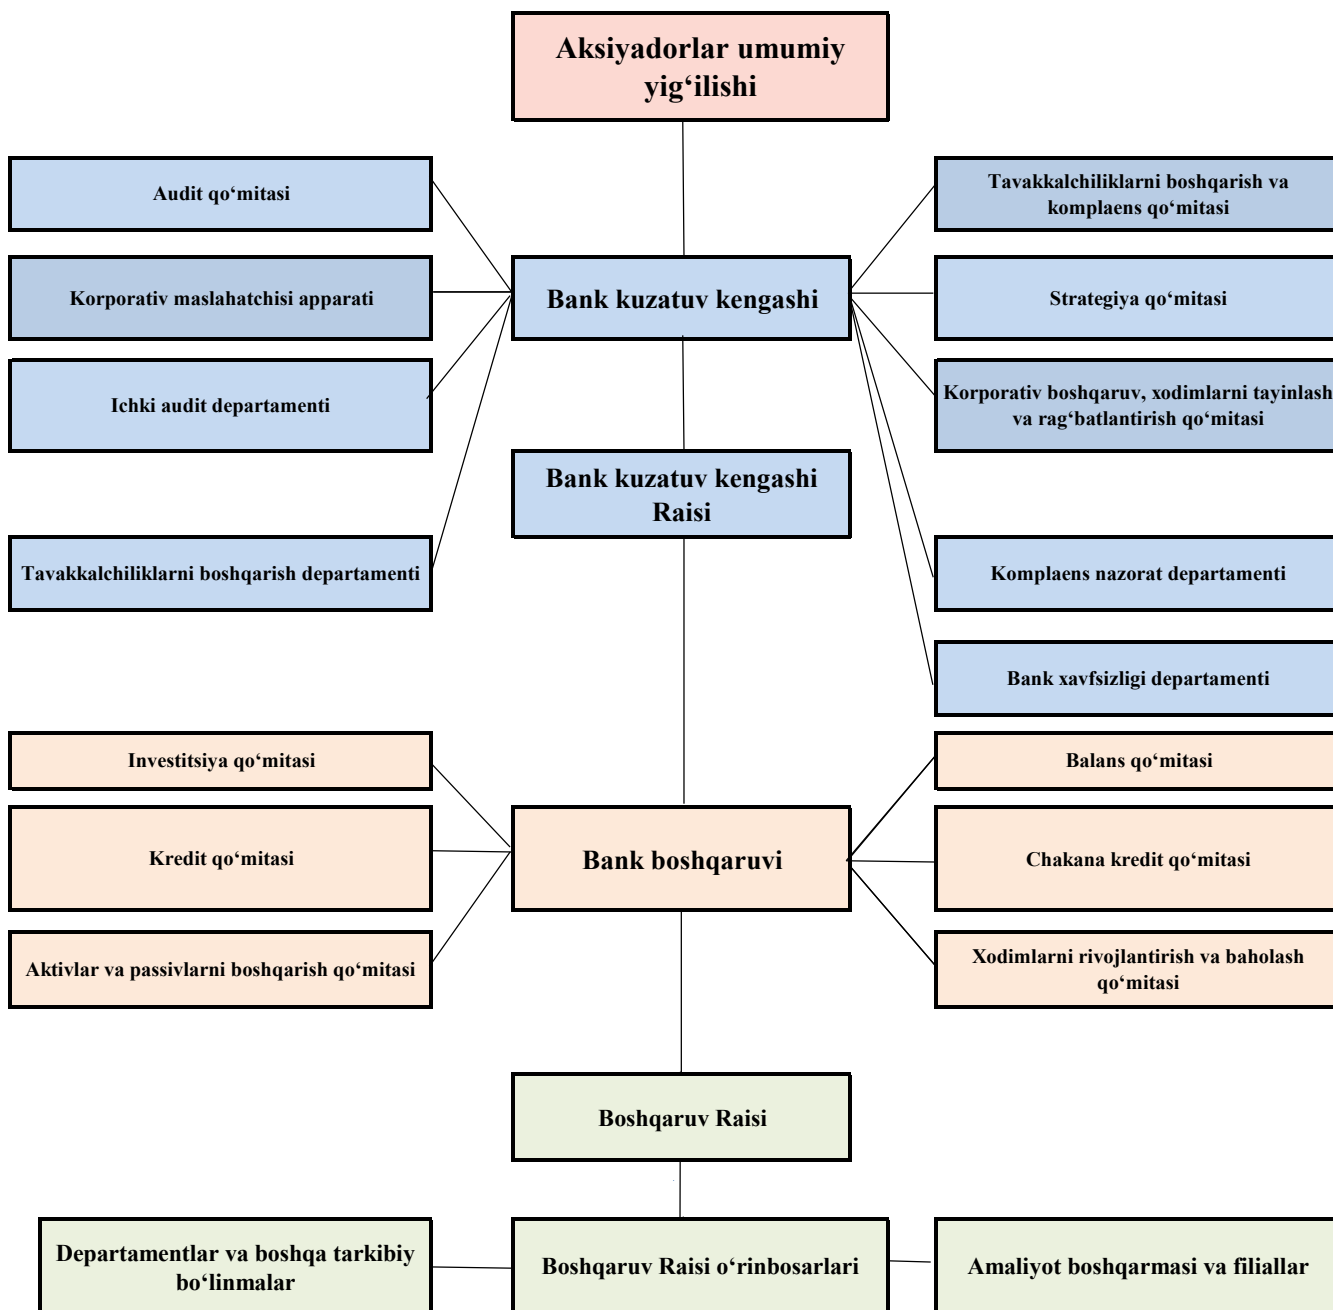 Aksiyadorlar umumiy
yig‘ilishi
Audit qo‘mitasi
Tavakkalchiliklarni boshqarish va
komplaens qo‘mitasi
Korporativ maslahatchisi apparati
Bank kuzatuv kengashi
Strategiya qo‘mitasi
Ichki audit departamenti
Korporativ boshqaruv, xodimlarni tayinlash
va rag‘batlantirish qo‘mitasi
Bank kuzatuv kengashi
Raisi
Tavakkalchiliklarni boshqarish departamenti
Komplaens nazorat departamenti
Bank xavfsizligi departamenti
Investitsiya qo‘mitasi
Balans qo‘mitasi
Kredit qo‘mitasi
Bank boshqaruvi
Chakana kredit qo‘mitasi
Aktivlar va passivlarni boshqarish qo‘mitasi
Xodimlarni rivojlantirish va baholash
qo‘mitasi
Boshqaruv Raisi
Departamentlar va boshqa tarkibiy
bo‘linmalar
Boshqaruv Raisi o‘rinbosarlari
Amaliyot boshqarmasi va filiallar